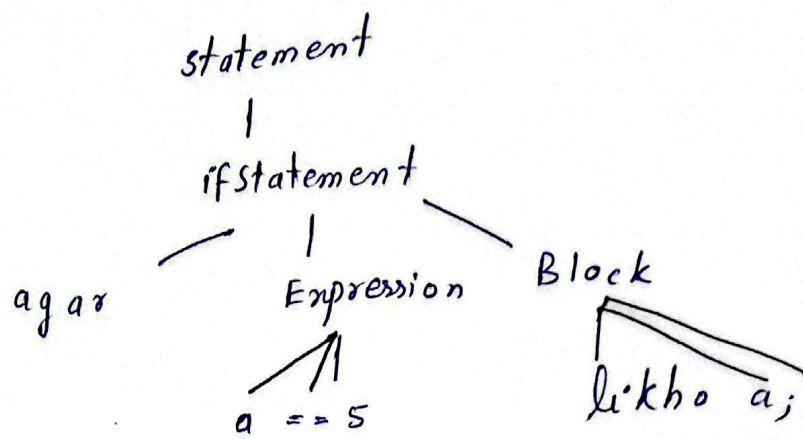 statement
ifstatement
agar Expression Block
a == 5 likho a;